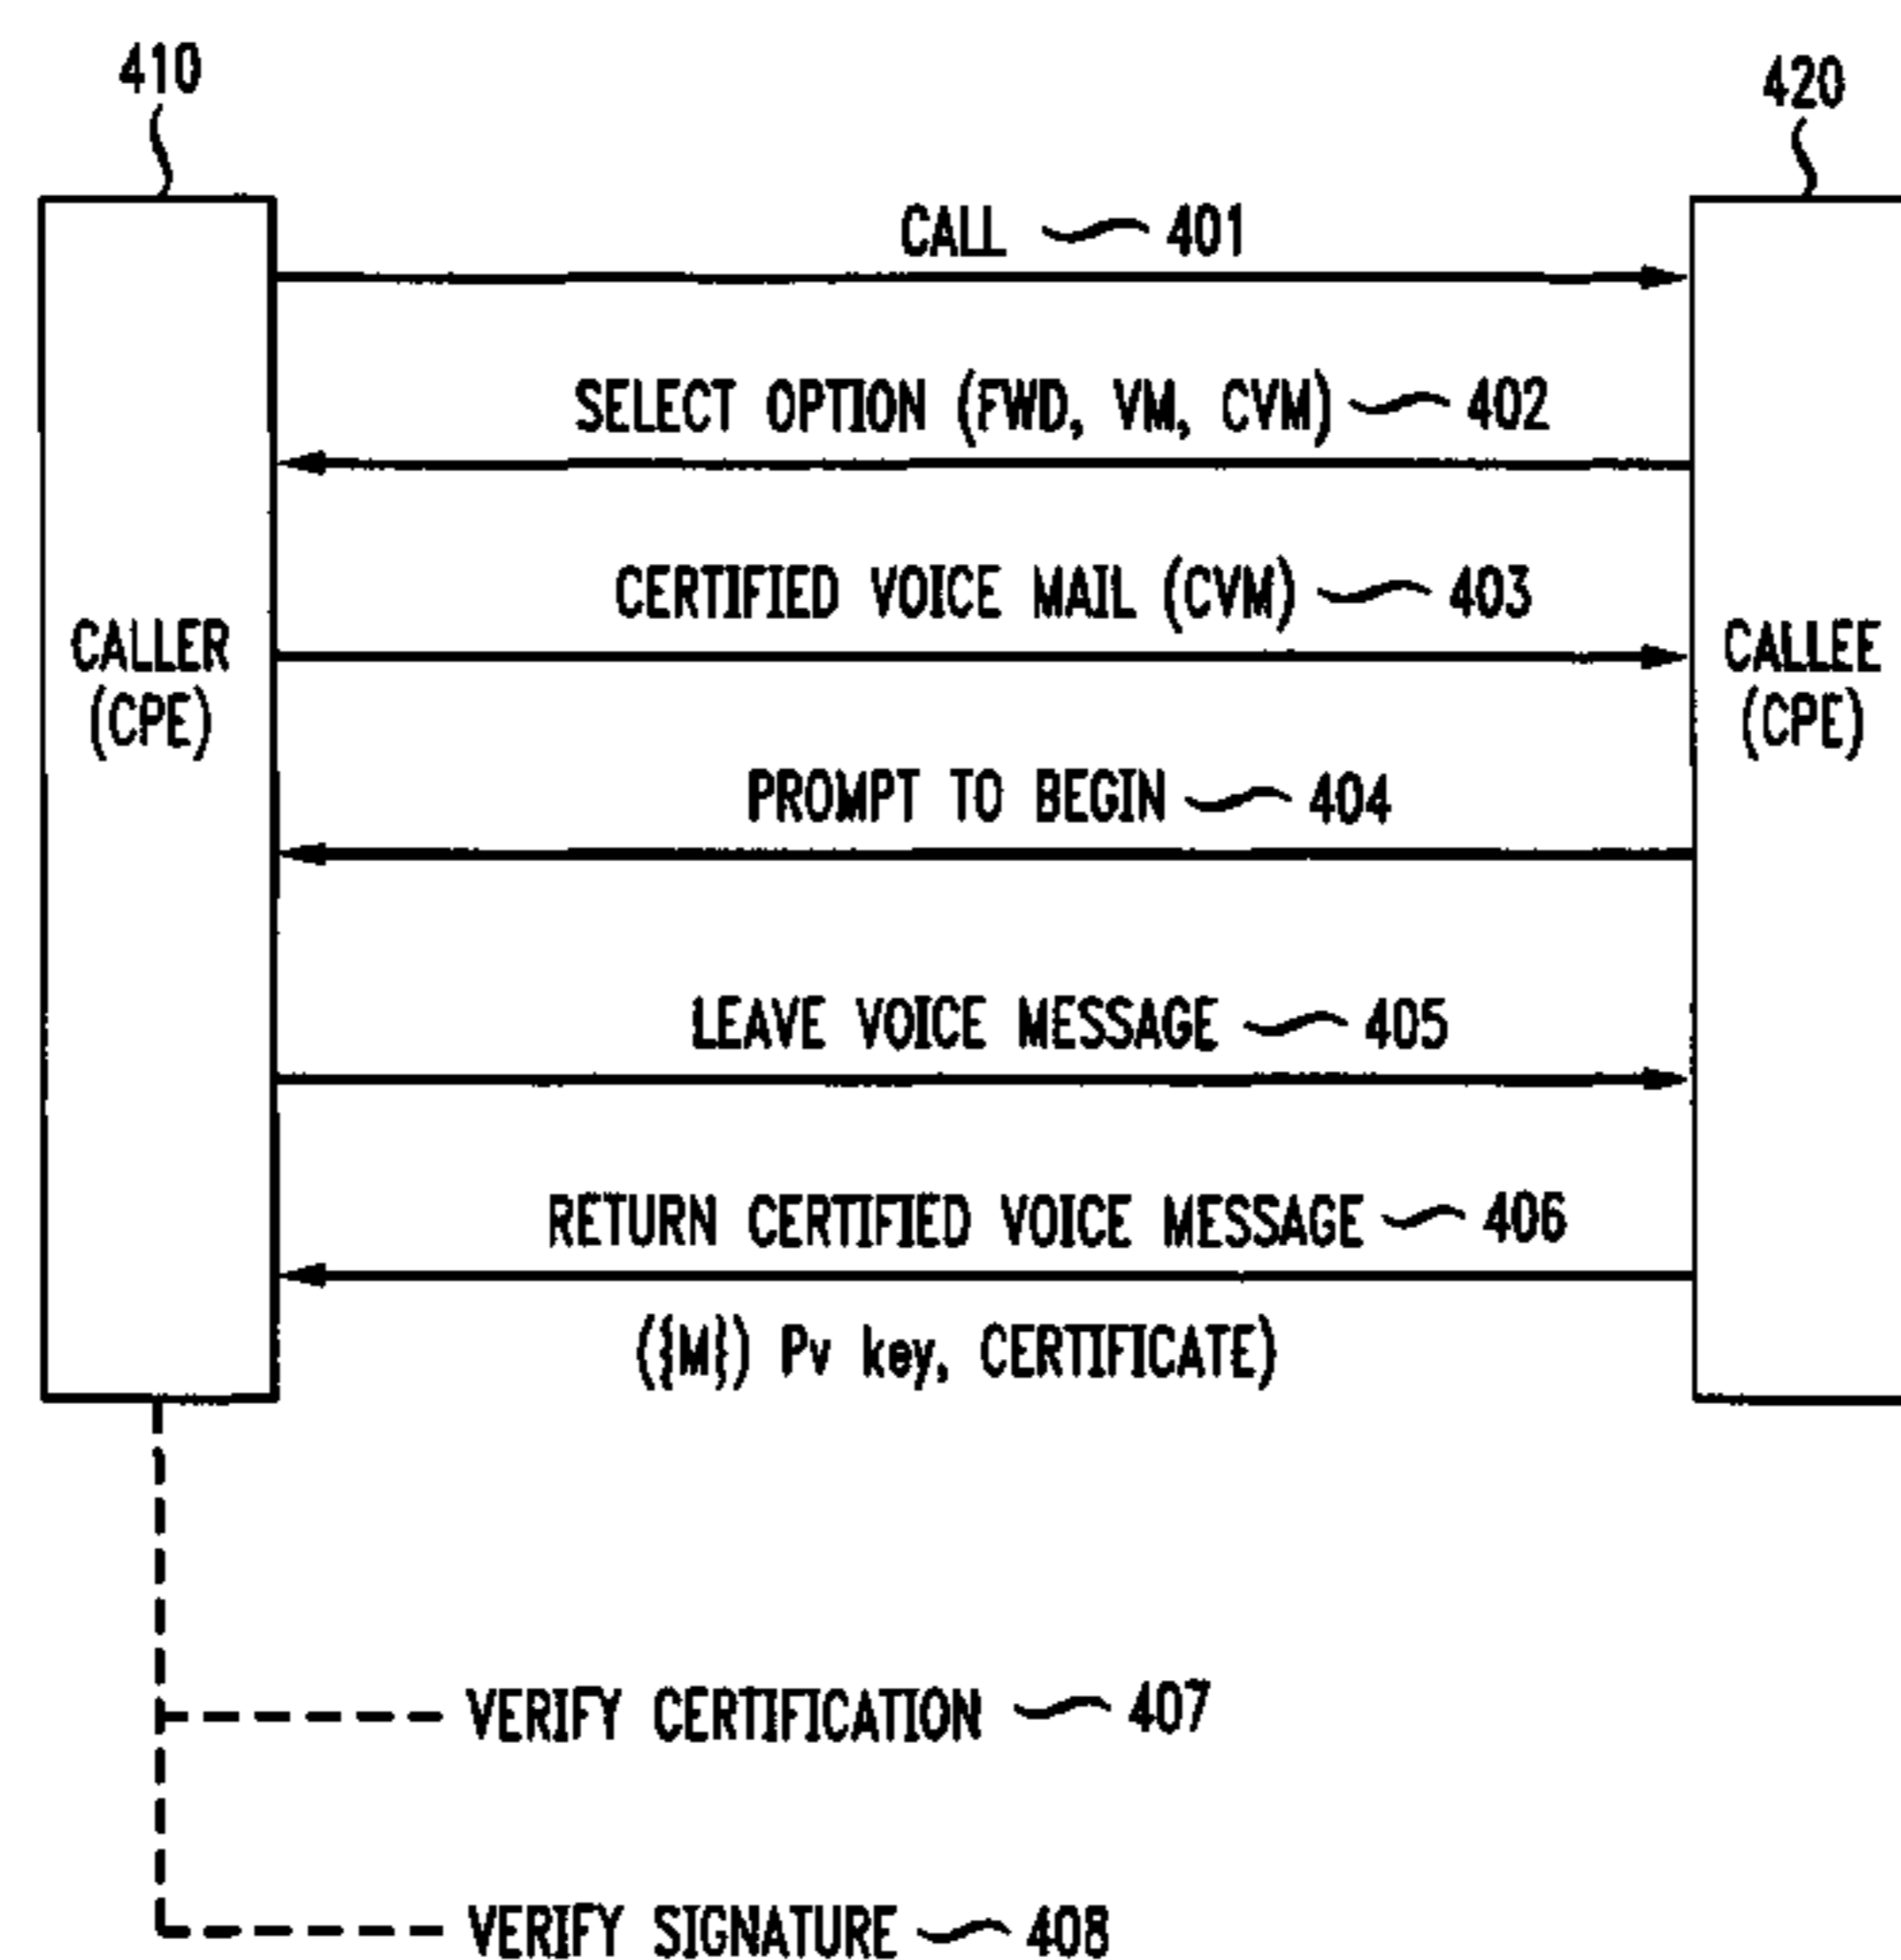 410
420
CALL 401
SELECT OPTION (FWD, VM, CVM) 402
CERTIFIED VOICE MAIL (CVM) 403
CALLER
(CPE)
CALLEE
(CPE)
PROMPT TO BEGIN 404
LEAVE VOICE MESSAGE 405
RETURN CERTIFIED VOICE MESSAGE 406
({M}) Pv key, CERTIFICATE)
VERIFY CERTIFICATION 407
VERIFY SIGNATURE 408